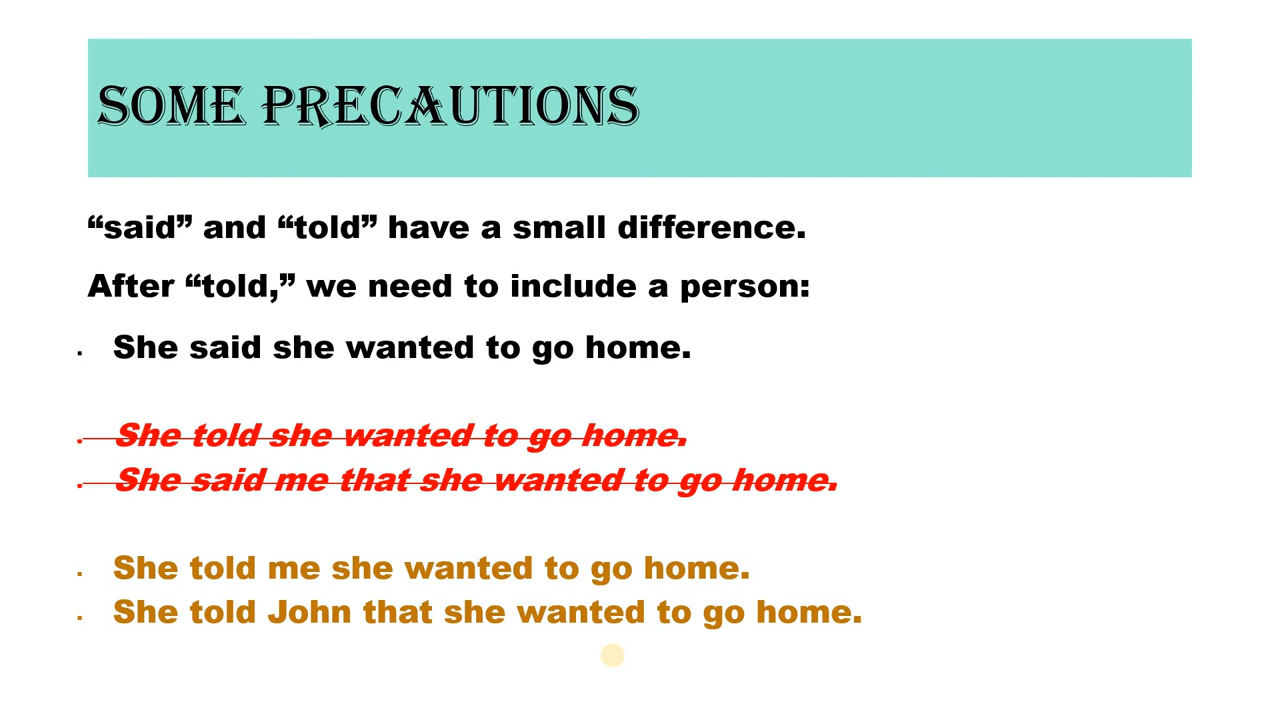 SOME PRECAUTIONS
“said” and “told” have a small difference.
After “told,” we need to include a person:
▪ She said she wanted to go home.
• She told she wanted to go home.
• She said me that she wanted to go home.
▪ She told me she wanted to go home.
▪ She told John that she wanted to go home.